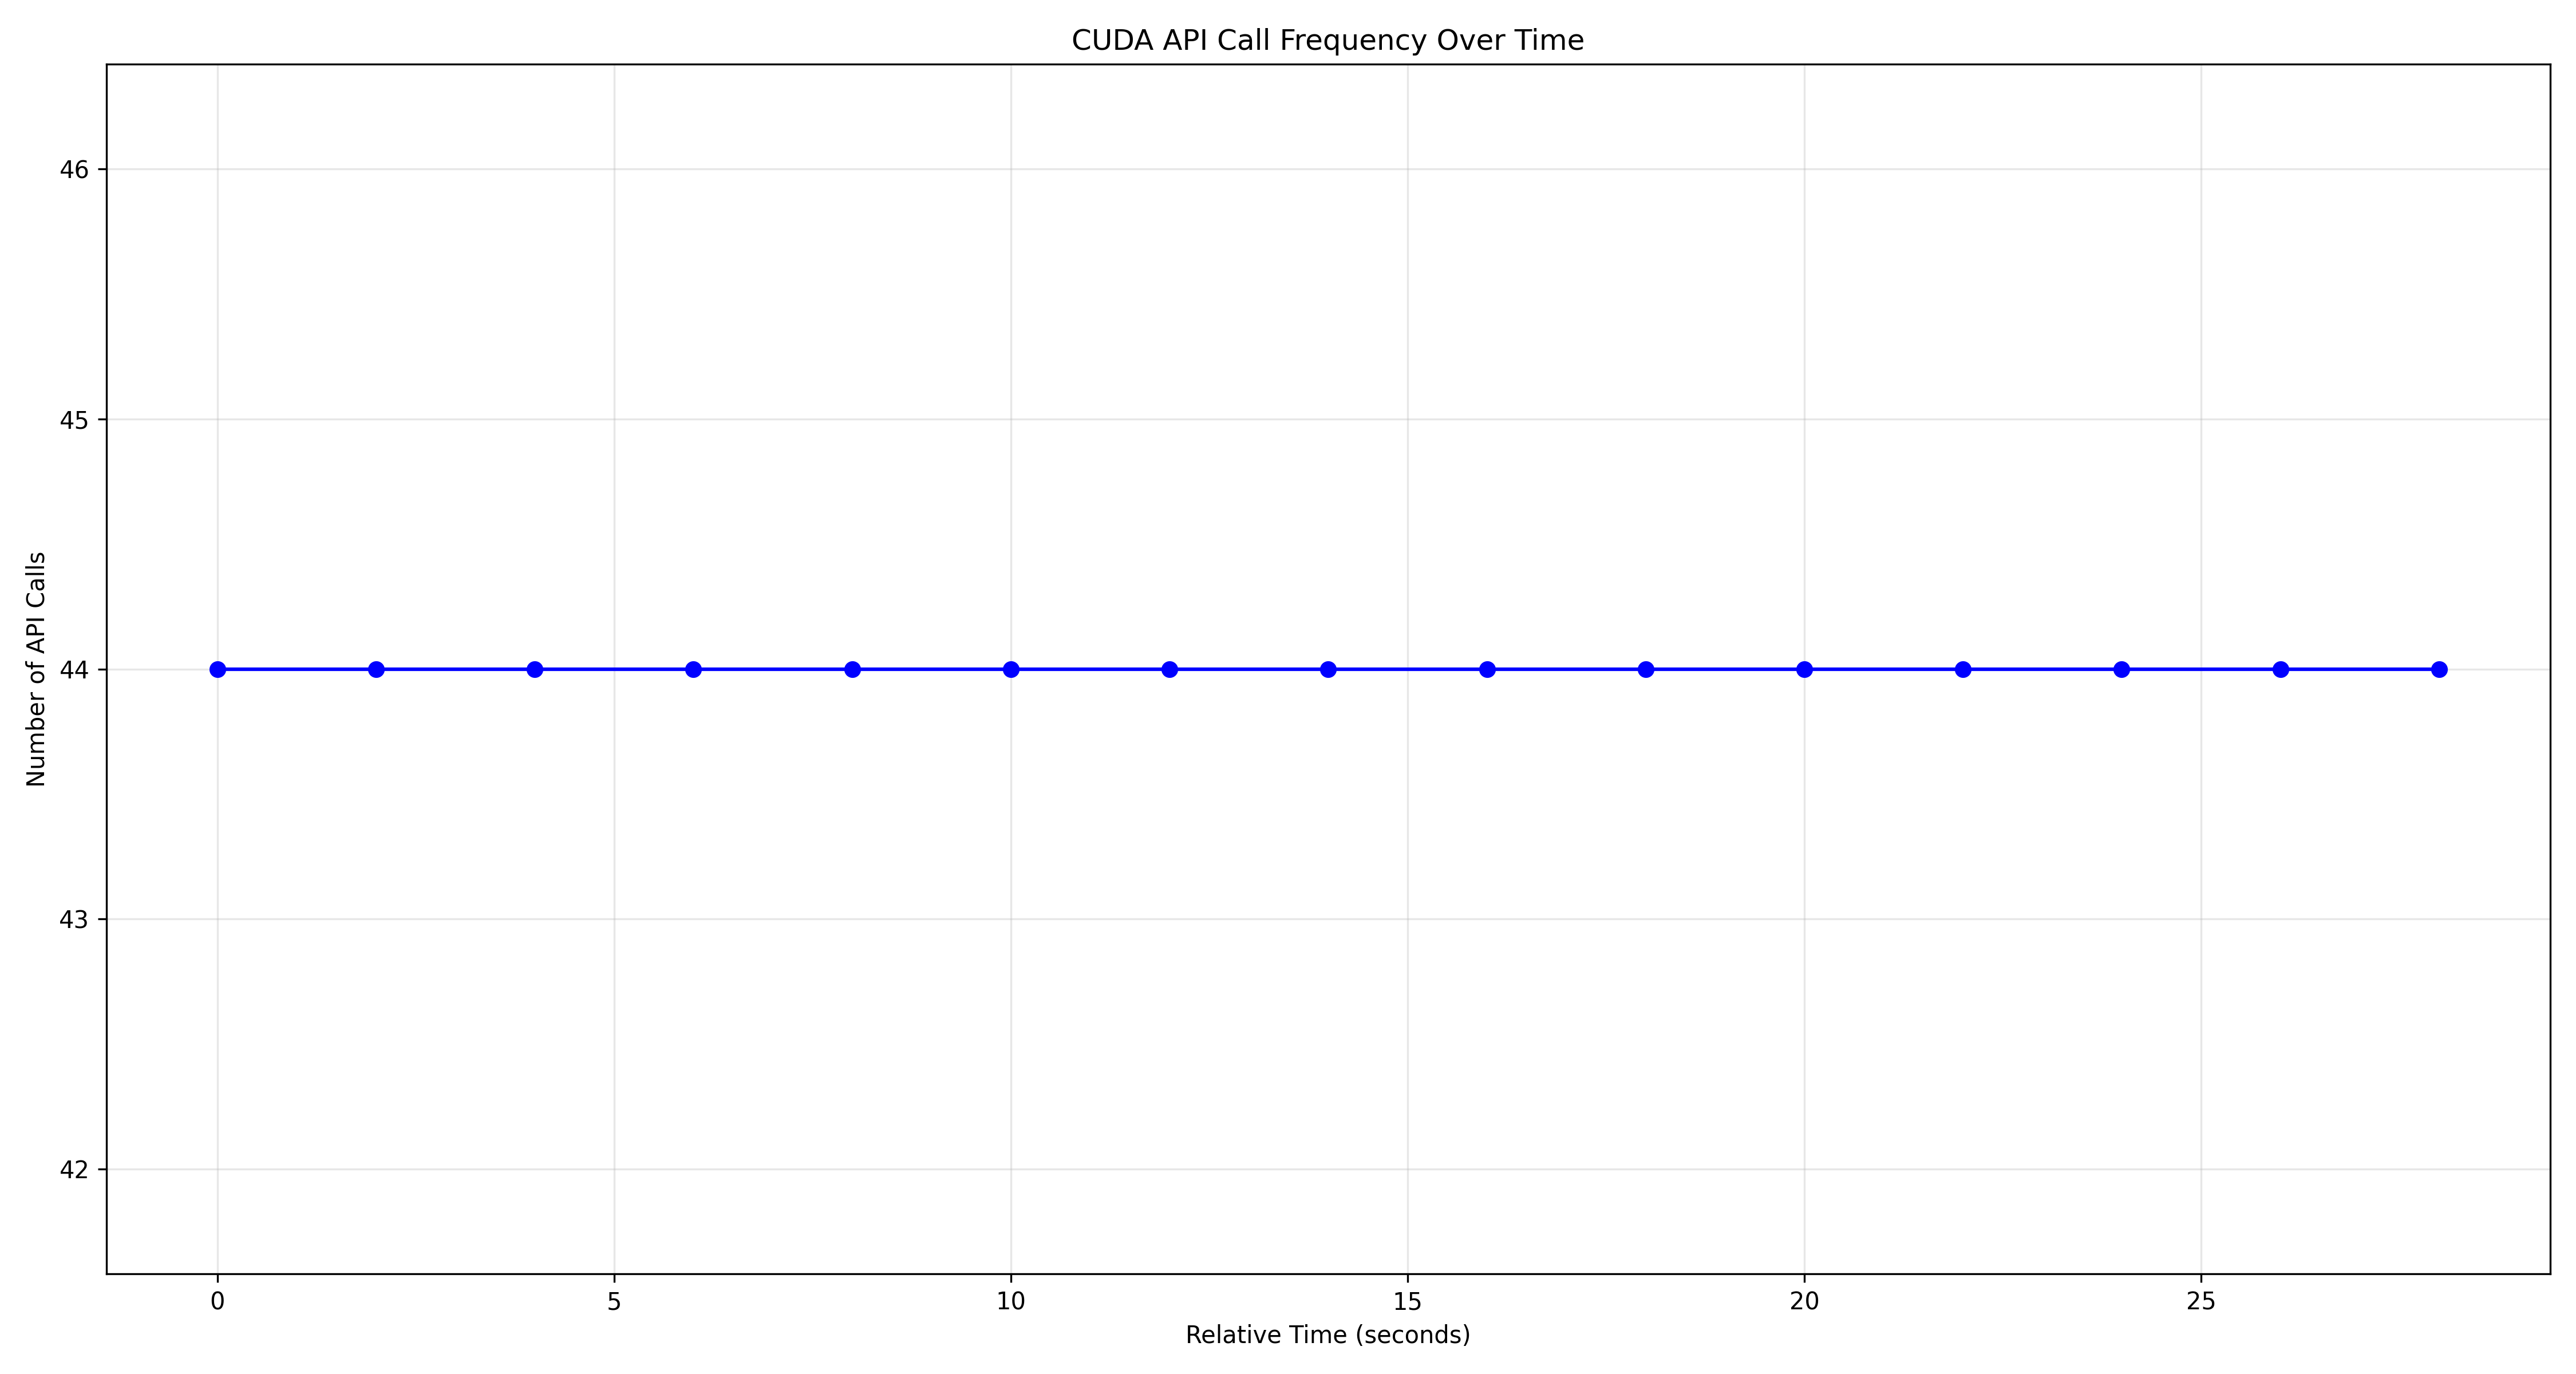 CUDA API Call Frequency Over Time
Number of API Calls
46
45
44
43
42
0 5 10 15 20 25
Relative Time (seconds)